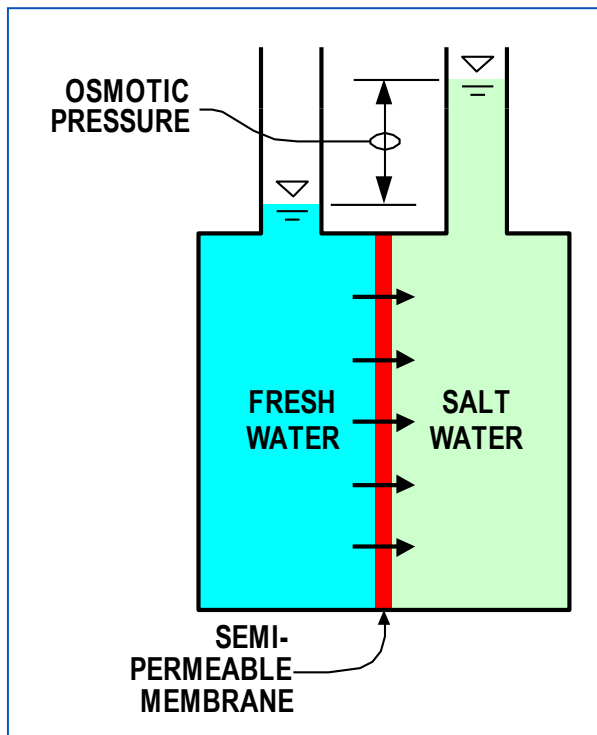 OSMOTIC
PRESSURE
FRESH
WATER
SALT
WATER
SEMI-
PERMEABLE
MEMBRANE